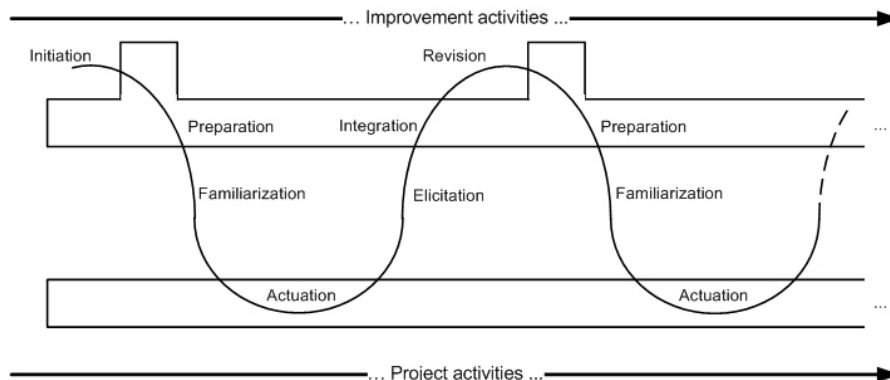 ... Improvement activities ...
Initiation
Revision
Preparation
Integration
Preparation
...
Familiarization
Elicitation
Familiarization
Actuation
Actuation
...
... Project activities ...